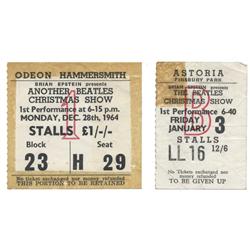 ODEON HAMMERSMITH
BRIAN EPSTEIN presents
ANOTHER BEATLES
CHRISTMAS SHOW
1st Performance at 6-15 p.m.
MONDAY, DEC. 28th, 1964
STALLS £1/-/-
Block Seat
23 H 29
No tickets exchanged nor money refunded
THIS PORTION TO BE RETAINED
1
ASTORIA
FINSBURY PARK
BRIAN EPSTEIN presents
THE BEATLES
CHRISTMAS SHOW
1st Performance 6-40
FRIDAY
JANUARY 3
STALLS
LL 16 12/6
No tickets exchanged nor money refunded
TO BE GIVEN UP
B